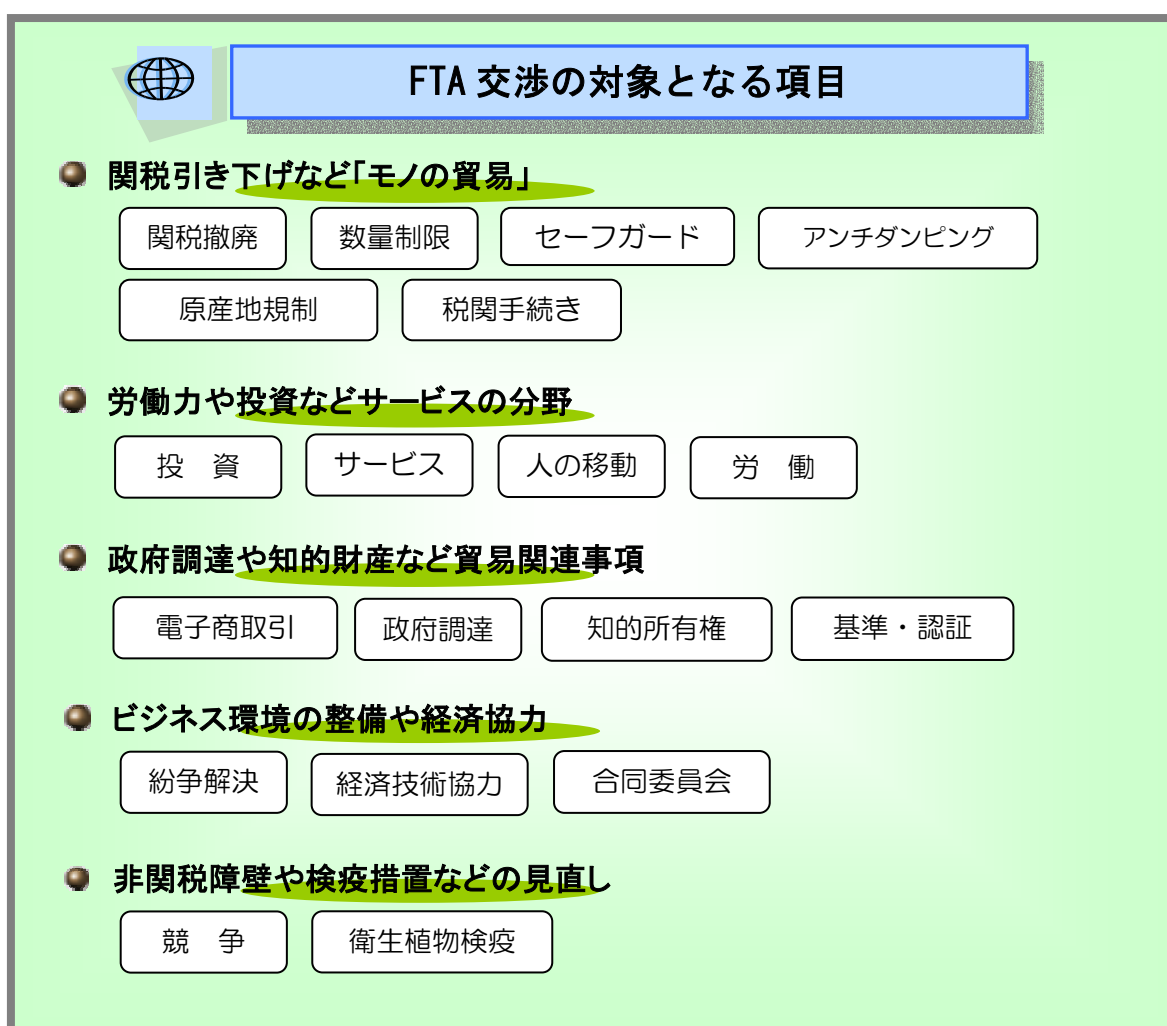 FTA 交渉の対象となる項目
関税引き下げなど「モノの貿易」
関税撤廃 数量制限 セーフガード アンチダンピング
原産地規制 税関手続き
労働力や投資などサービスの分野
投　資 サービス 人の移動 労　働
政府調達や知的財産など貿易関連事項
電子商取引 政府調達 知的所有権 基準・認証
ビジネス環境の整備や経済協力
紛争解決 経済技術協力 合同委員会
非関税障壁や検疫措置などの見直し
競　争 衛生植物検疫